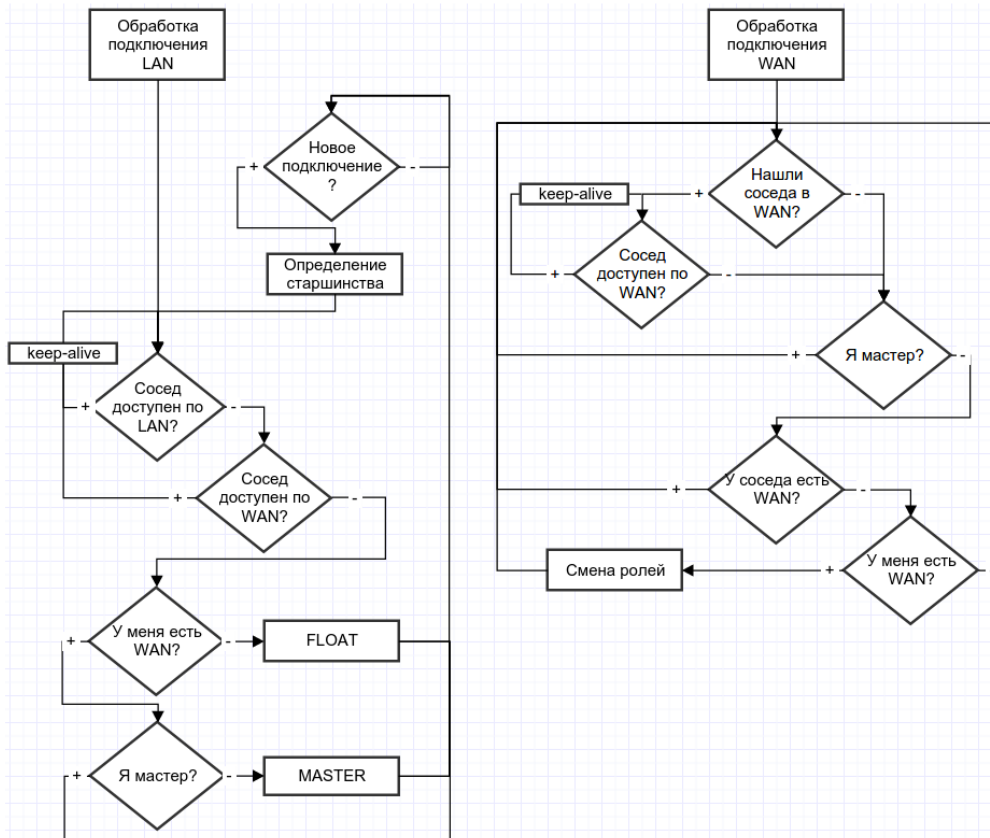 Обработка
подключения
LAN
Новое
подключение
?
+
-
Определение
старшинства
keep-alive
Сосед
доступен по
LAN?
+
-
Сосед
доступен по
WAN?
+
-
У меня есть
WAN?
+
-
FLOAT
Я мастер?
+
-
MASTER
Обработка
подключения
WAN
Нашли
соседа в
WAN?
+
-
keep-alive
Сосед
доступен по
WAN?
+
-
Я мастер?
+
-
У соседа есть
WAN?
+
-
У меня есть
WAN?
+
-
Смена ролей